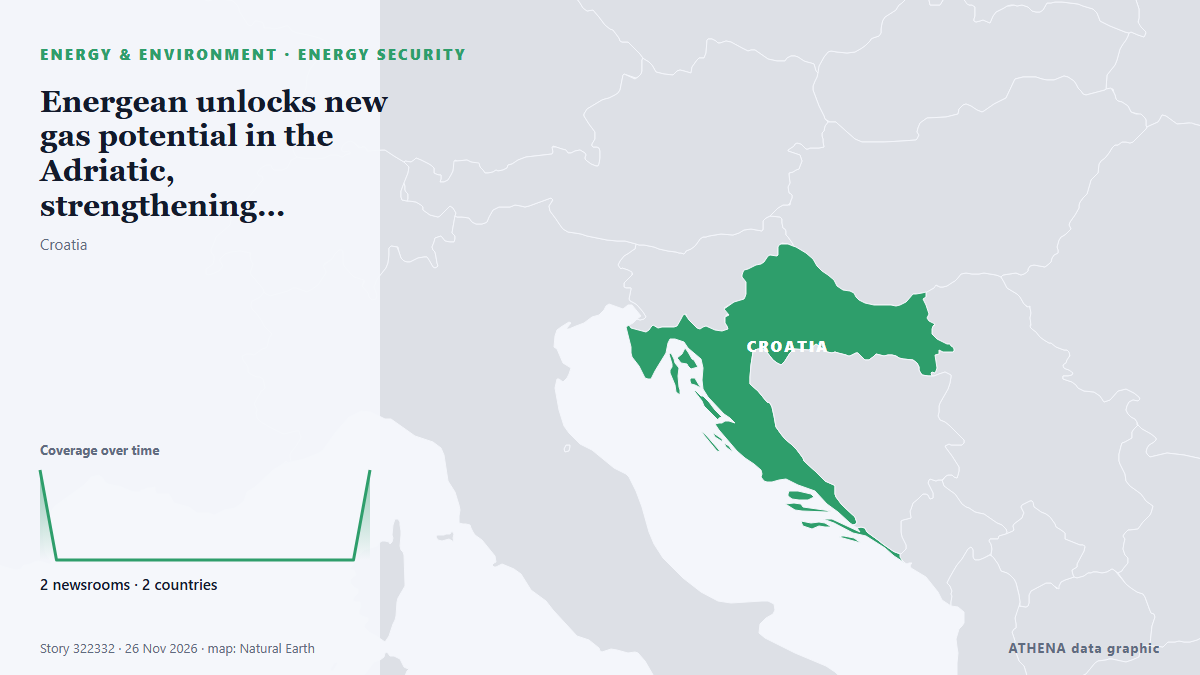 ENERGY & ENVIRONMENT · ENERGY SECURITY
Energean unlocks new
gas potential in the
Adriatic,
strengthening...
Croatia
CROATIA
Coverage over time
2 newsrooms · 2 countries
Story 322332 · 26 Nov 2026 · map: Natural Earth
ATHENA data graphic